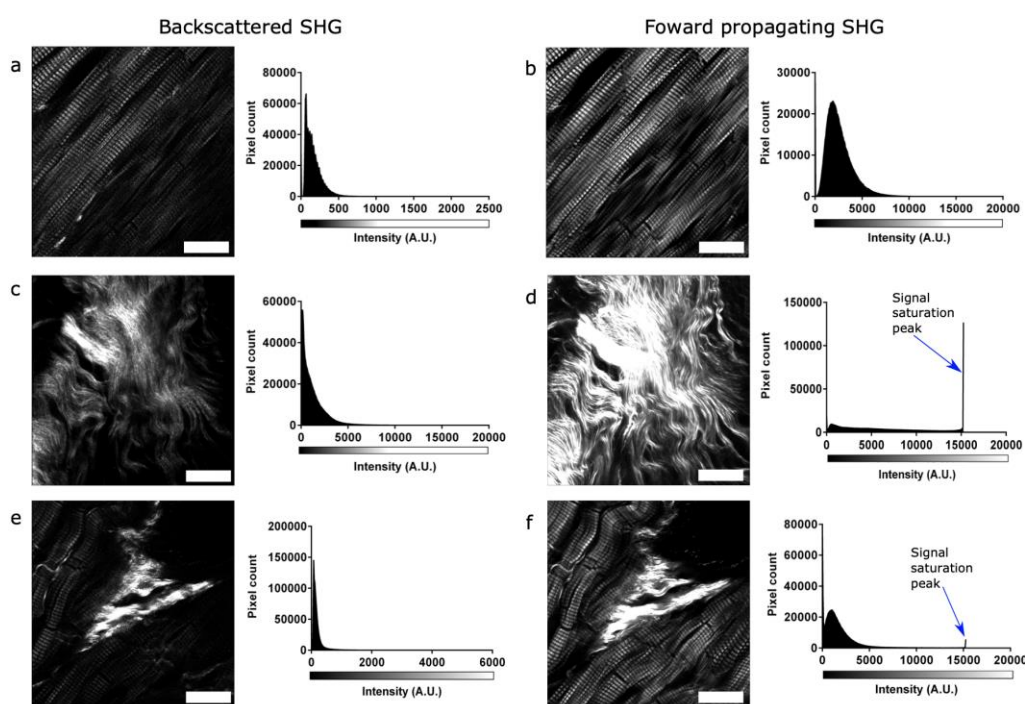 Backscattered SHG
Foward propagating SHG
a
80000
60000
40000
20000
0
Pixel count
0 500 1000 1500 2000 2500
Intensity (A.U.)
b
30000
20000
10000
0
Pixel count
0 5000 10000 15000 20000
Intensity (A.U.)
c
60000
40000
20000
0
Pixel count
0 5000 10000 15000 20000
Intensity (A.U.)
d
150000
100000
50000
0
Pixel count
Signal
saturation
peak
0 5000 10000 15000 20000
Intensity (A.U.)
e
200000
150000
100000
50000
0
Pixel count
0 2000 4000 6000
Intensity (A.U.)
f
80000
60000
40000
20000
0
Pixel count
Signal
saturation
peak
0 5000 10000 15000 20000
Intensity (A.U.)